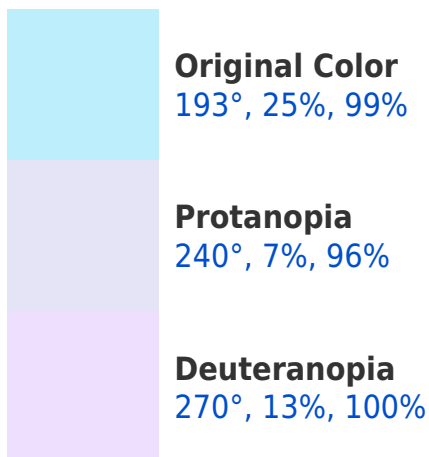 Original Color
193°, 25%, 99%
Protanopia
240°, 7%, 96%
Deuteranopia
270°, 13%, 100%